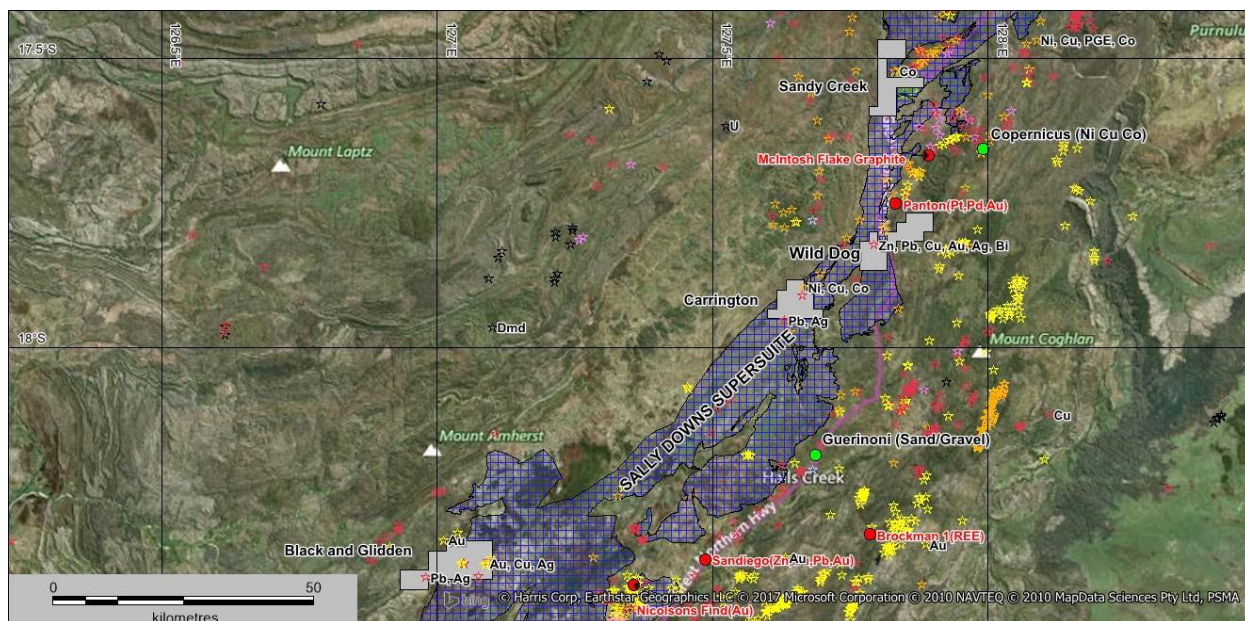 17.5°S
126.5°E
127°E
127.5°E
128°E
Ni, Cu, PGE, Co
Purnulu
Co
Sandy Creek
Mount Laptz
U
Copernicus (Ni Cu Co)
McIntosh Flake Graphite
Panton(Pt,Pd,Au)
Wild Dog
Zn, Pb, Cu, Au, Ag, Bi
Carrington
Ni, Cu, Co
Pb, Ag
Dmd
18°S
Mount Coghlan
SALLY DOWNS SUPERSUITE
Cu
Mount Amherst
Guerinoni (Sand/Gravel)
Halls Creek
Northern Hwy
Brockman 1(REE)
Au
Black and Glidden
Au
Au, Cu, Ag
Pb, Ag
Au
Pb,Au)
0 50
kilometres
bing
© Harris Corp, Earthstar Geographics LLC © 2017 Microsoft Corporation © 2010 NAVTEQ © 2010 MapData Sciences Pty Ltd, PSMA
Nicolsons Find(Au)